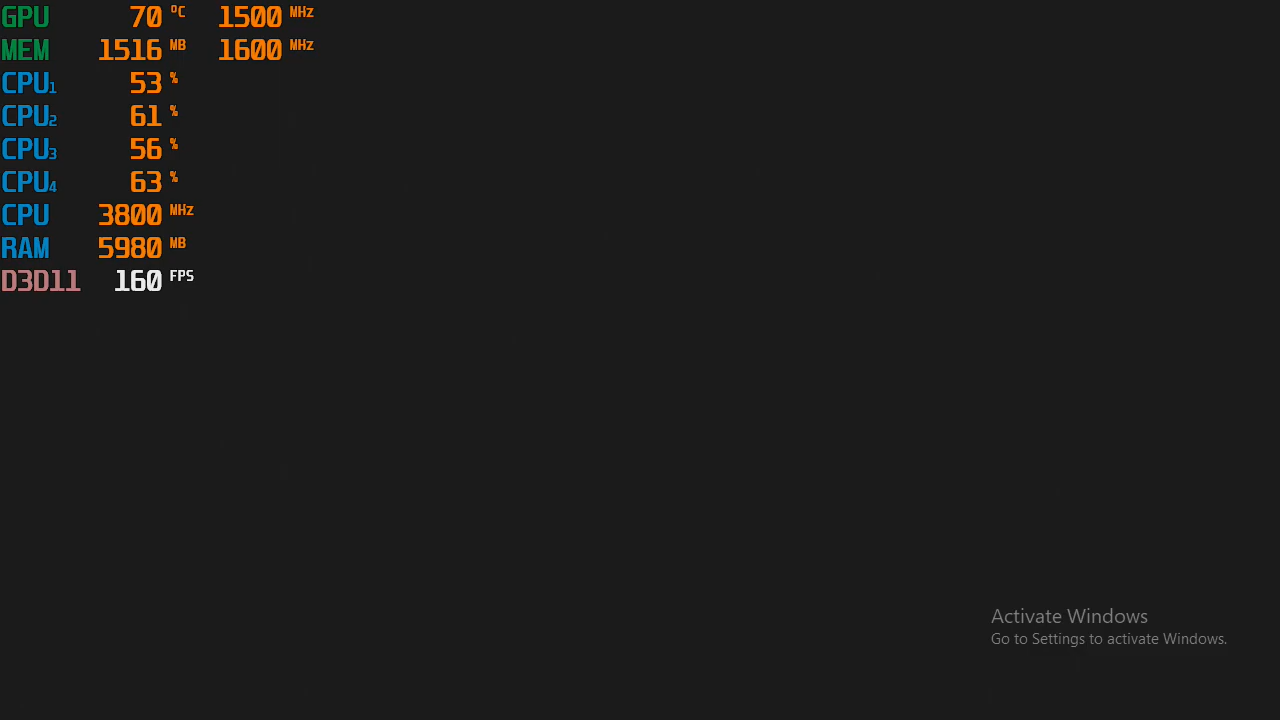 GPU 70 °C 1500 MHz
MEM 1516 MB 1600 MHz
CPU1 53 %
CPU2 61 %
CPU3 56 %
CPU4 63 %
CPU 3800 MHz
RAM 5980 MB
D3D11 160 FPS
Activate Windows
Go to Settings to activate Windows.